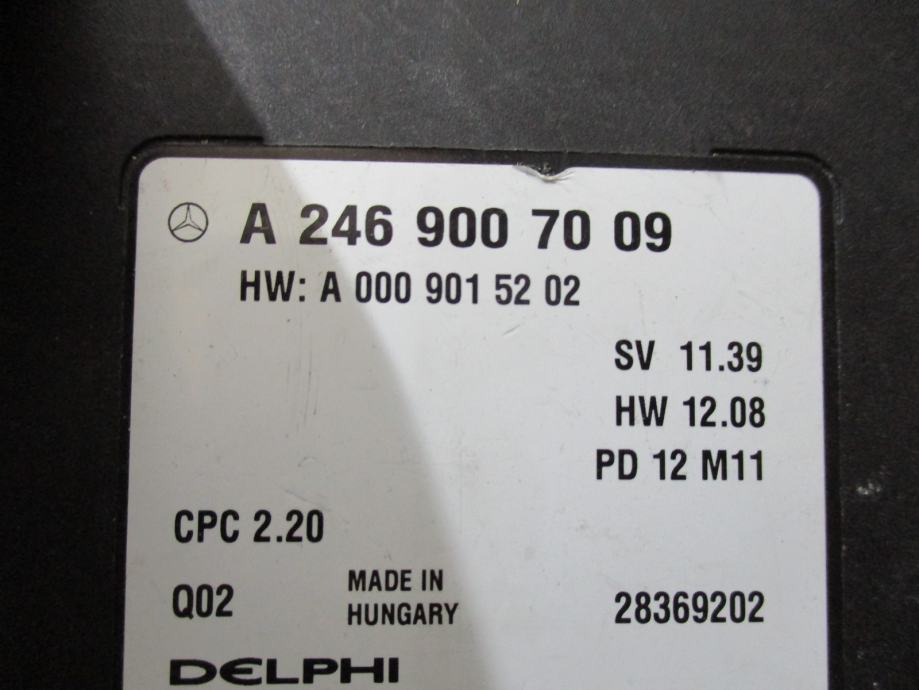 A 246 900 70 09
HW: A 000 901 52 02
SV 11.39
HW 12.08
PD 12 M11
CPC 2.20
Q02
MADE IN
HUNGARY
28369202
DELPHI